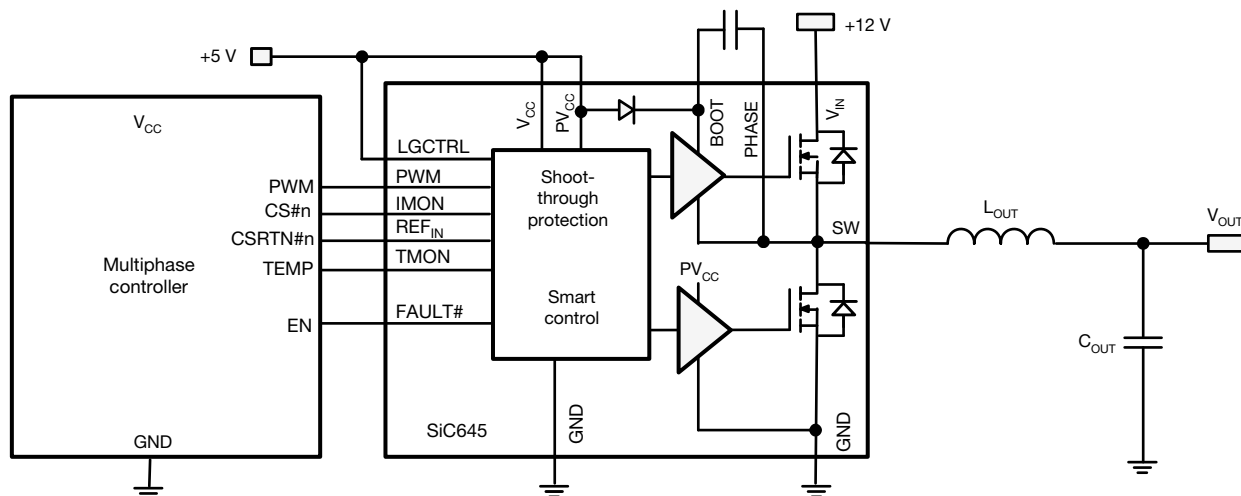 +12 V
+5 V
V_CC
V_CC
PV_CC
BOOT
PHASE
V_IN
LGCTRL
PWM
PWM
CS#n
IMON
CSRTN#n
REF_IN
TEMP
TMON
EN
FAULT#
Multiphase
controller
Shoot-
through
protection
Smart
control
PV_CC
SW
L_OUT
V_OUT
C_OUT
GND
SiC645
GND
GND